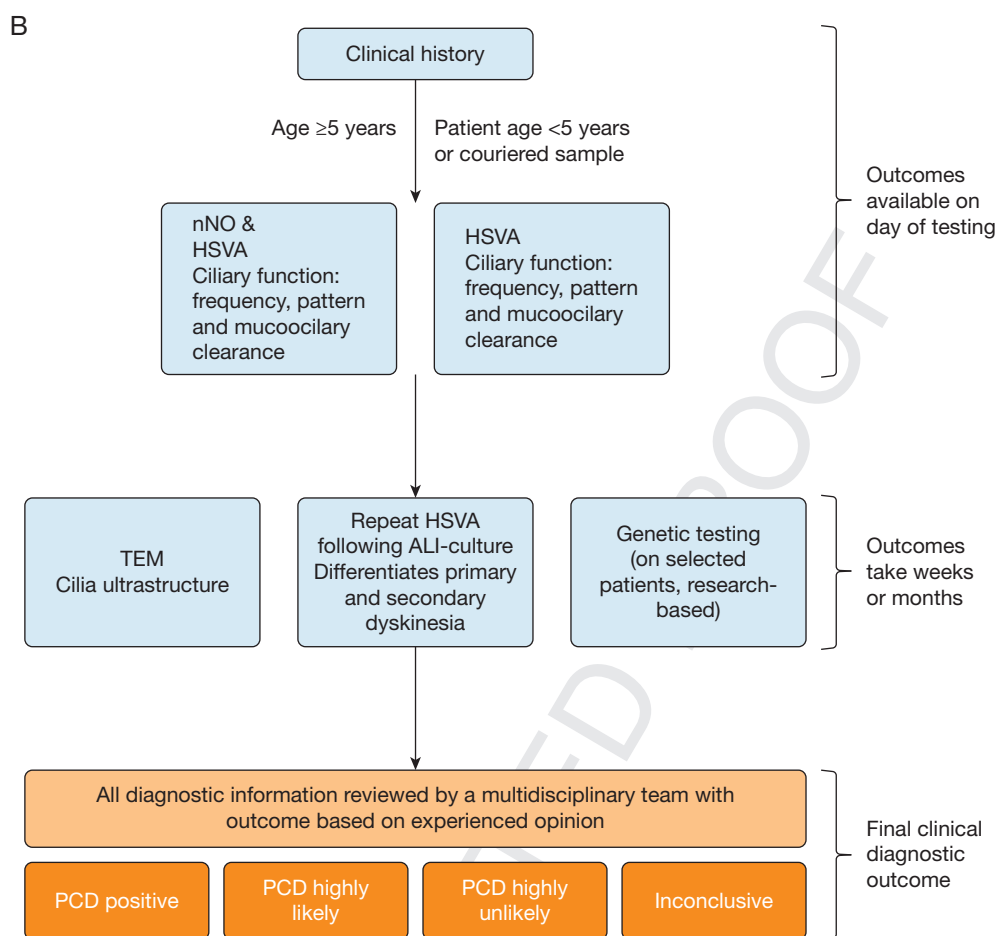 B
Clinical history
Age ≥5 years
Patient age <5 years
or couriered sample
nNO &
HSVA
Ciliary function:
frequency, pattern
and mucoocilary
clearance
HSVA
Ciliary function:
frequency, pattern
and mucoocilary
clearance
Outcomes
available on
day of testing
TEM
Cilia ultrastructure
Repeat HSVA
following ALI-culture
Differentiates primary
and secondary
dyskinesia
Genetic testing
(on selected
patients, research-
based)
Outcomes
take weeks
or months
All diagnostic information reviewed by a multidisciplinary team with
outcome based on experienced opinion
PCD positive
PCD highly
likely
PCD highly
unlikely
Inconclusive
Final clinical
diagnostic
outcome